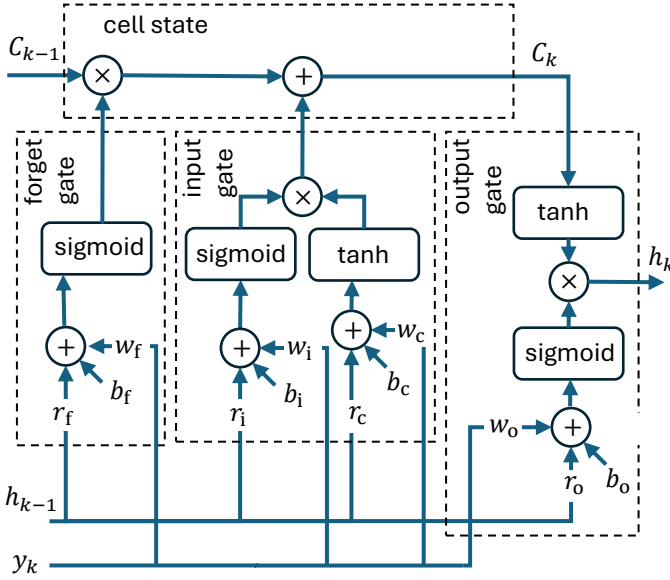 cell state
C_{k−1}
×
+
C_k
forget
gate
input
gate
output
gate
×
tanh
sigmoid
sigmoid
tanh
h_k
×
sigmoid
+
w_f
+
w_i
+
w_c
b_f
b_i
b_c
r_f
r_i
r_c
w_o
+
r_o
b_o
h_{k−1}
y_k